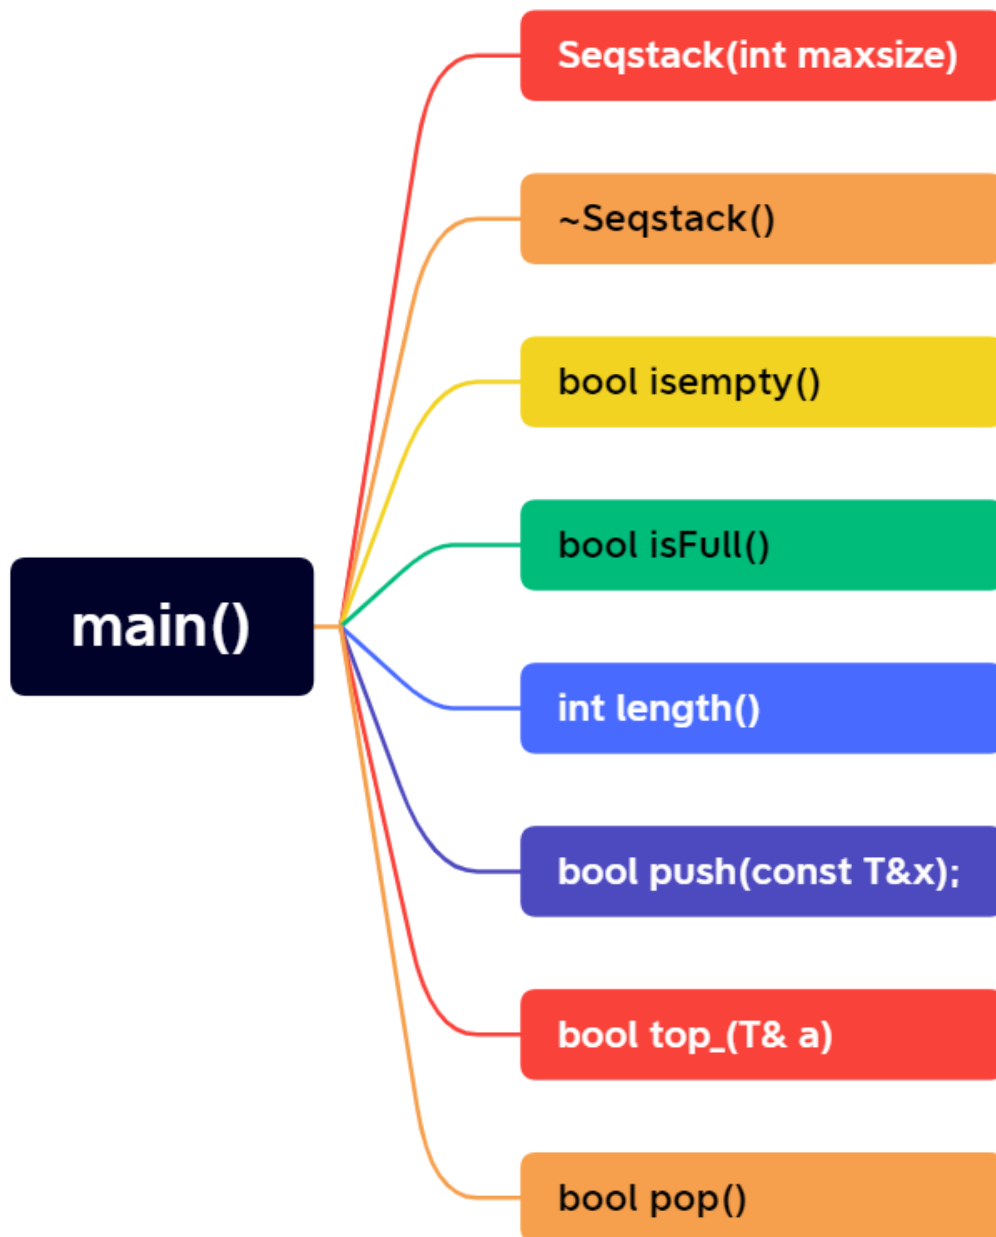 Seqstack(int maxsize)
~Seqstack()
bool isempty()
bool isFull()
main()
int length()
bool push(const T&x);
bool top_(T& a)
bool pop()